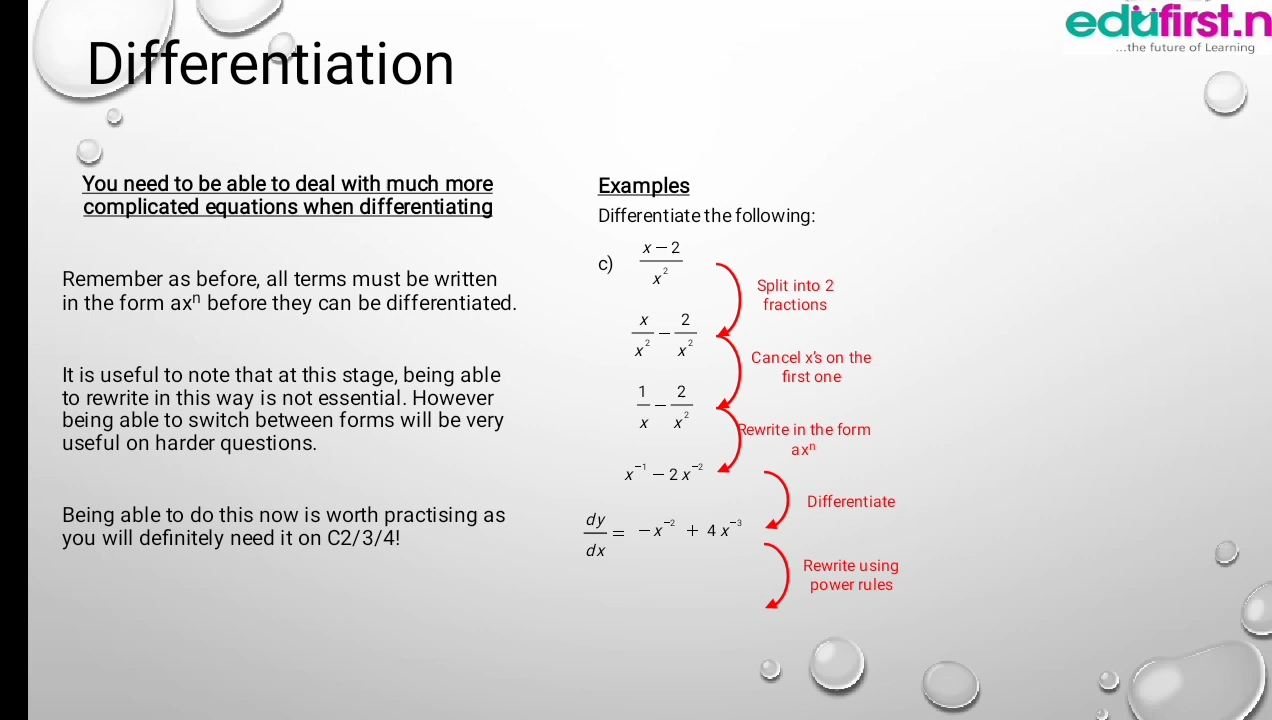 edufirst.n
...the future of Learning
Differentiation
You need to be able to deal with much more
complicated equations when differentiating
Remember as before, all terms must be written
in the form axⁿ before they can be differentiated.
It is useful to note that at this stage, being able
to rewrite in this way is not essential. However
being able to switch between forms will be very
useful on harder questions.
Being able to do this now is worth practising as
you will definitely need it on C2/3/4!
Examples
Differentiate the following:
c) (x − 2)/x²
Split into 2
fractions
x/x² − 2/x²
Cancel x's on the
first one
1/x − 2/x²
Rewrite in the form
axⁿ
x⁻¹ − 2x⁻²
Differentiate
dy/dx = −x⁻² + 4x⁻³
Rewrite using
power rules